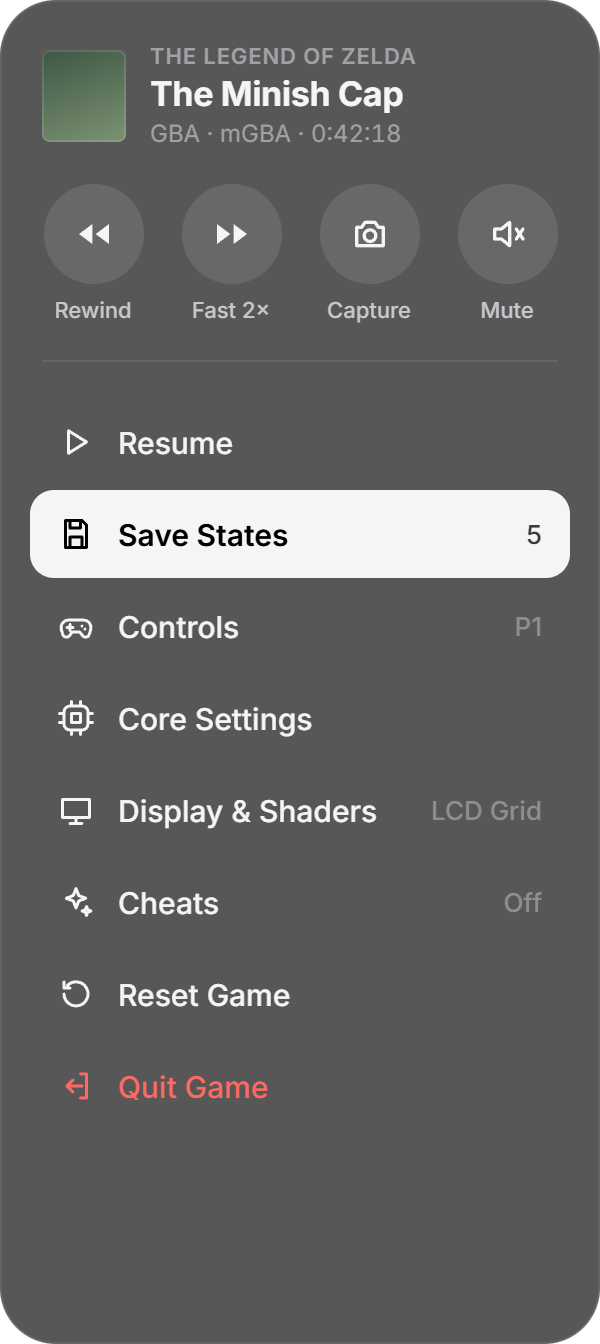 THE LEGEND OF ZELDA
The Minish Cap
GBA · mGBA · 0:42:18
Rewind
Fast 2×
Capture
Mute
Resume
Save States 5
Controls P1
Core Settings
Display & Shaders LCD Grid
Cheats Off
Reset Game
Quit Game